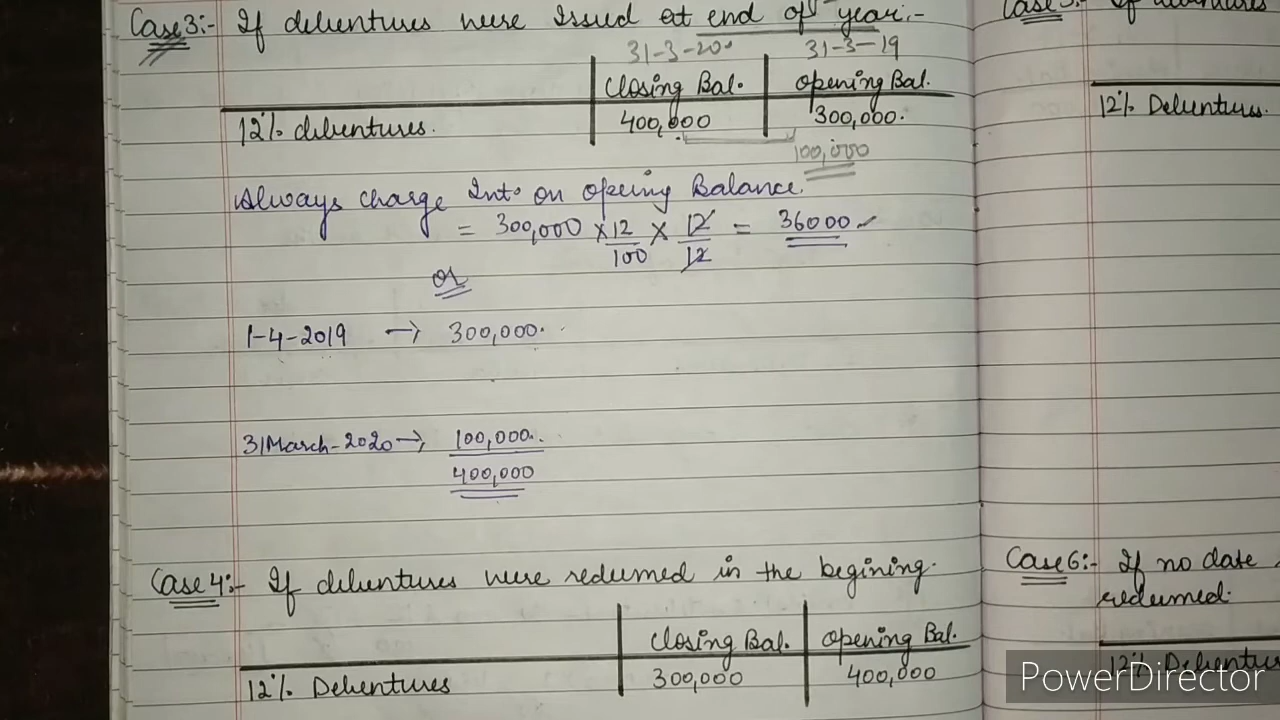 Case 3:- If debentures were Issued at end of year:-
31-3-20 31-3-19
Closing Bal. Opening Bal.
12% debentures. 400,000 300,000.
100,000
Always charge Int. on opening Balance.
= 300,000 × 12/100 × 12/12 = 36000
or
1-4-2019 → 300,000.
31March-2020 → 100,000.
400,000
Case 4:- If debentures were redeemed in the begining.
Closing Bal. Opening Bal.
12% Debentures 300,000 400,000
12% Debentures.
Case 6:- If no date
redeemed.
12% Debentures
PowerDirector